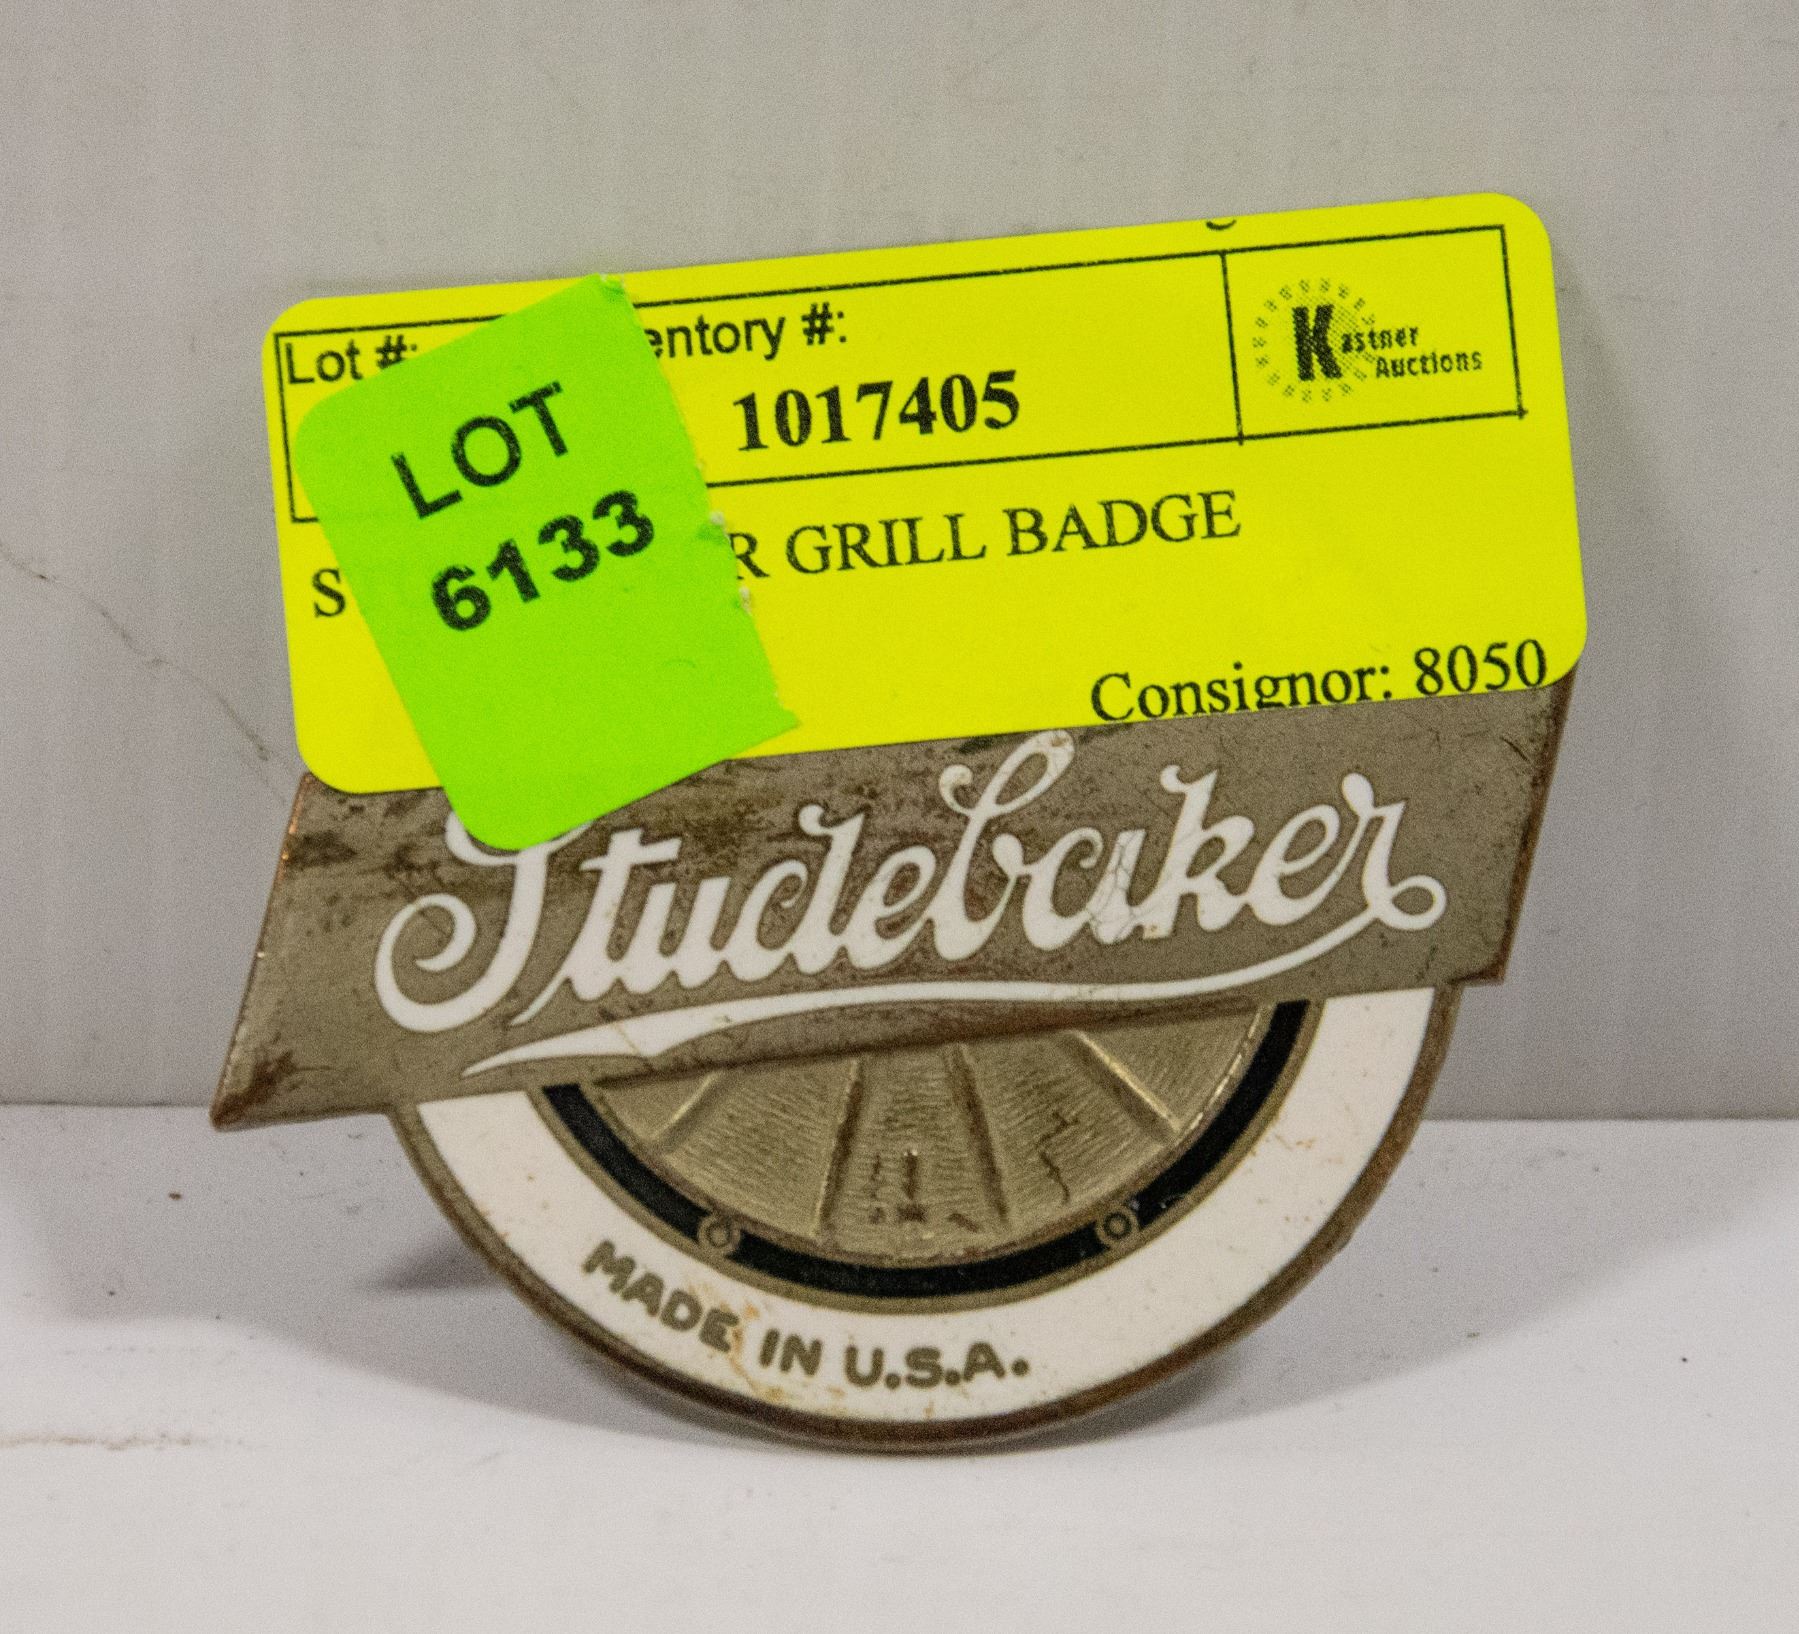 Lot #:
entory #:
1017405
Kastner
Auctions
LOT
6133
S
R GRILL BADGE
Consignor: 8050
Studebaker
MADE IN U.S.A.